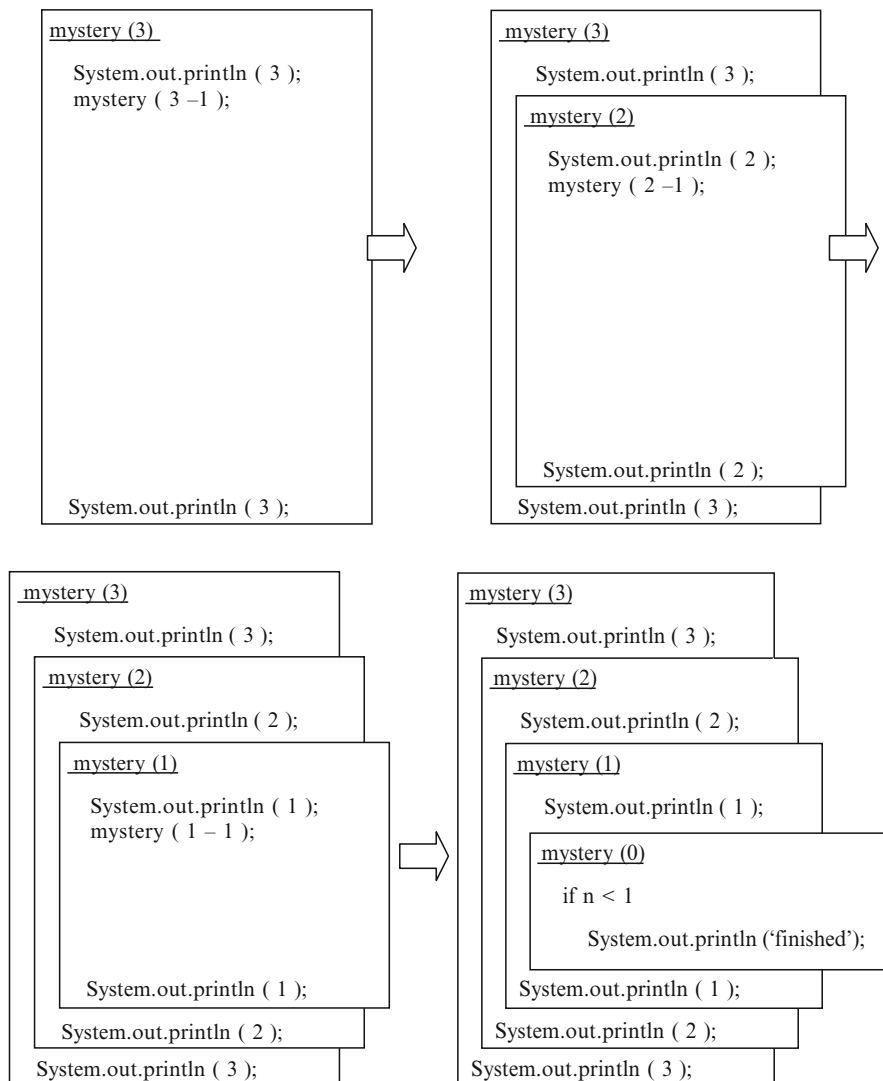 mystery (3)
System.out.println ( 3 );
mystery ( 3 –1 );
System.out.println ( 3 );
mystery (3)
System.out.println ( 3 );
mystery (2)
System.out.println ( 2 );
mystery ( 2 –1 );
System.out.println ( 2 );
System.out.println ( 3 );
mystery (3)
System.out.println ( 3 );
mystery (2)
System.out.println ( 2 );
mystery (1)
System.out.println ( 1 );
mystery ( 1 – 1 );
System.out.println ( 1 );
System.out.println ( 2 );
System.out.println ( 3 );
mystery (3)
System.out.println ( 3 );
mystery (2)
System.out.println ( 2 );
mystery (1)
System.out.println ( 1 );
mystery (0)
if n < 1
System.out.println (‘finished’);
System.out.println ( 1 );
System.out.println ( 2 );
System.out.println ( 3 );